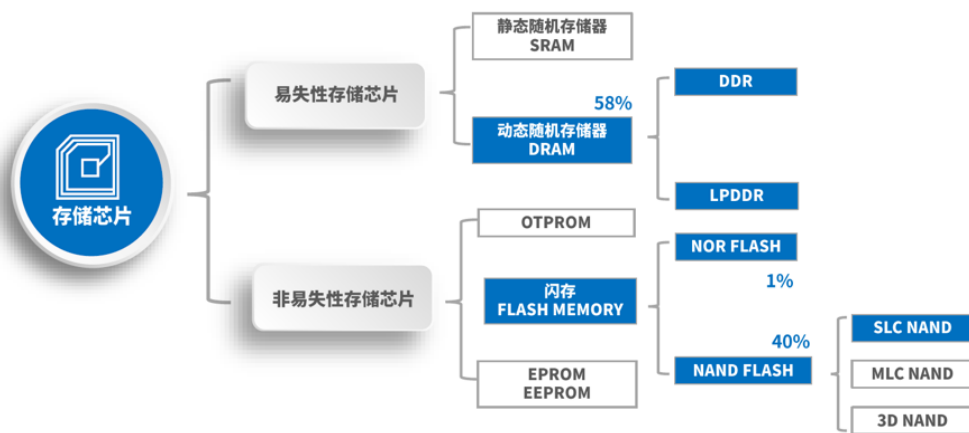 存储芯片
易失性存储芯片
静态随机存储器
SRAM
58%
动态随机存储器
DRAM
DDR
LPDDR
非易失性存储芯片
OTPROM
闪存
FLASH MEMORY
EPROM
EEPROM
NOR FLASH
1%
40%
NAND FLASH
SLC NAND
MLC NAND
3D NAND